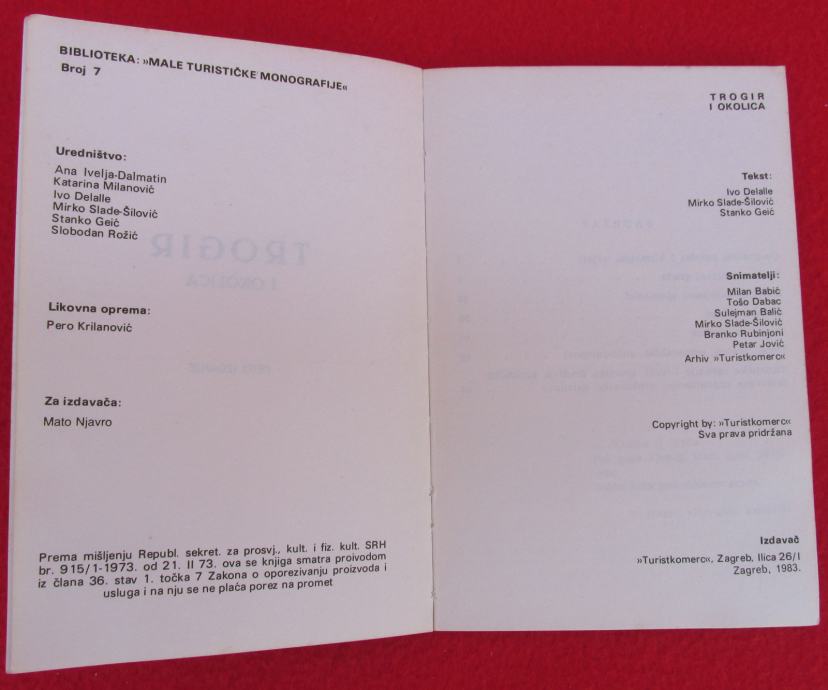 BIBLIOTEKA: »MALE TURISTIČKE MONOGRAFIJE«
Broj 7
Uredništvo:
Ana Ivelja-Dalmatin
Katarina Milanović
Ivo Delalle
Mirko Slade-Šilović
Stanko Geić
Slobodan Rožić
Likovna oprema:
Pero Krilanović
Za izdavača:
Mato Njavro
Prema mišljenju Republ. sekret. za prosvj., kult. i fiz. kult. SRH
br. 915/1-1973. od 21. II 73. ova se knjiga smatra proivodom
iz člana 36. stav 1. točka 7 Zakona o oporezivanju proizvoda i
usluga i na nju se ne plaća porez na promet
TROGIR
I OKOLICA
Tekst:
Ivo Delalle
Mirko Slade-Šilović
Stanko Geić
Snimatelji:
Milan Babić
Tošo Dabac
Sulejman Balić
Mirko Slade-Šilović
Branko Rubinjoni
Petar Jović
Arhiv »Turistkomerc«
Copyright by: »Turistkomerc«
Sva prava pridržana
Izdavač
»Turistkomerc«, Zagreb, Ilica 26/I
Zagreb, 1983.